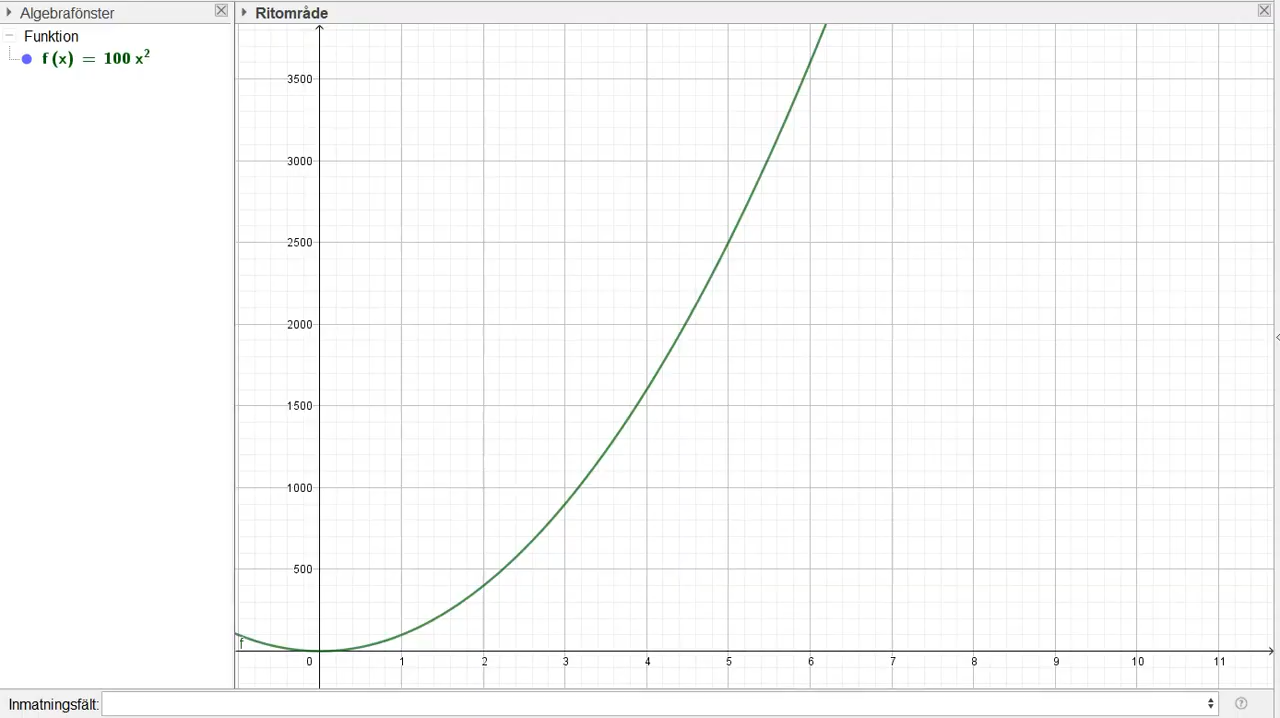 Algebrafönster
Ritområde
Funktion
f (x) = 100 x²
3500
3000
2500
2000
1500
1000
500
f
0 1 2 3 4 5 6 7 8 9 10 11
Inmatningsfält: